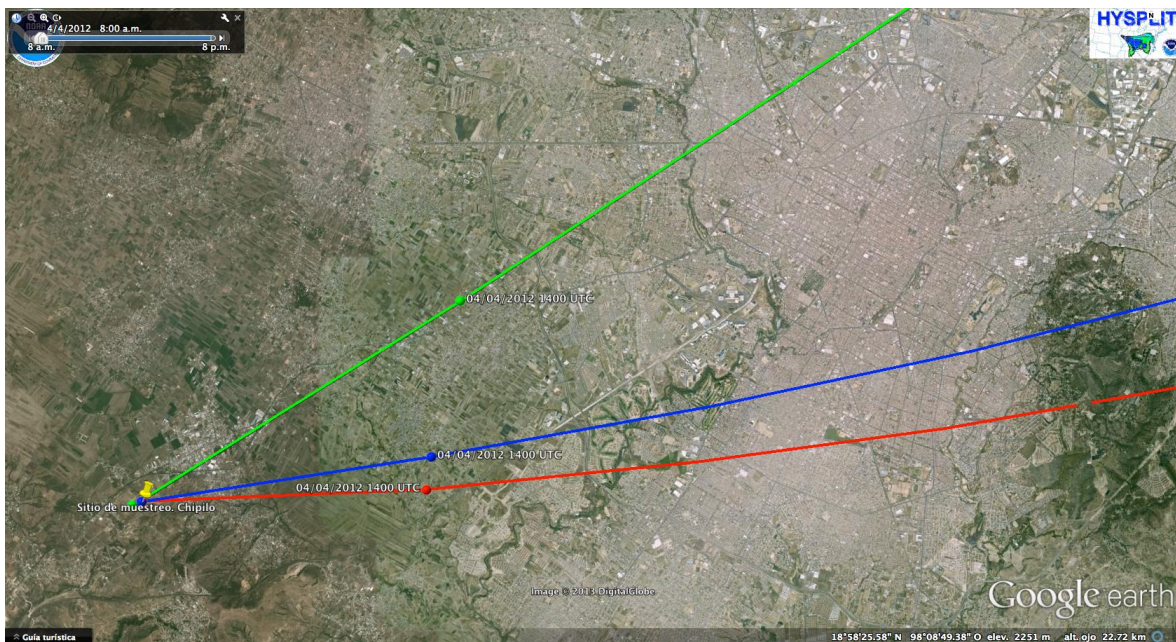 4/4/2012   8:00 a.m.
8 a.m.
8 p.m.
HYSPLIT
N
04/04/2012 1400 UTC
04/04/2012 1400 UTC
04/04/2012 1400 UTC
Sitio de muestreo. Chipilo
Image © 2013 DigitalGlobe
Google earth
Guía turística
18°58'25.58" N   98°08'49.38" O  elev.  2251 m    alt. ojo  22.72 km